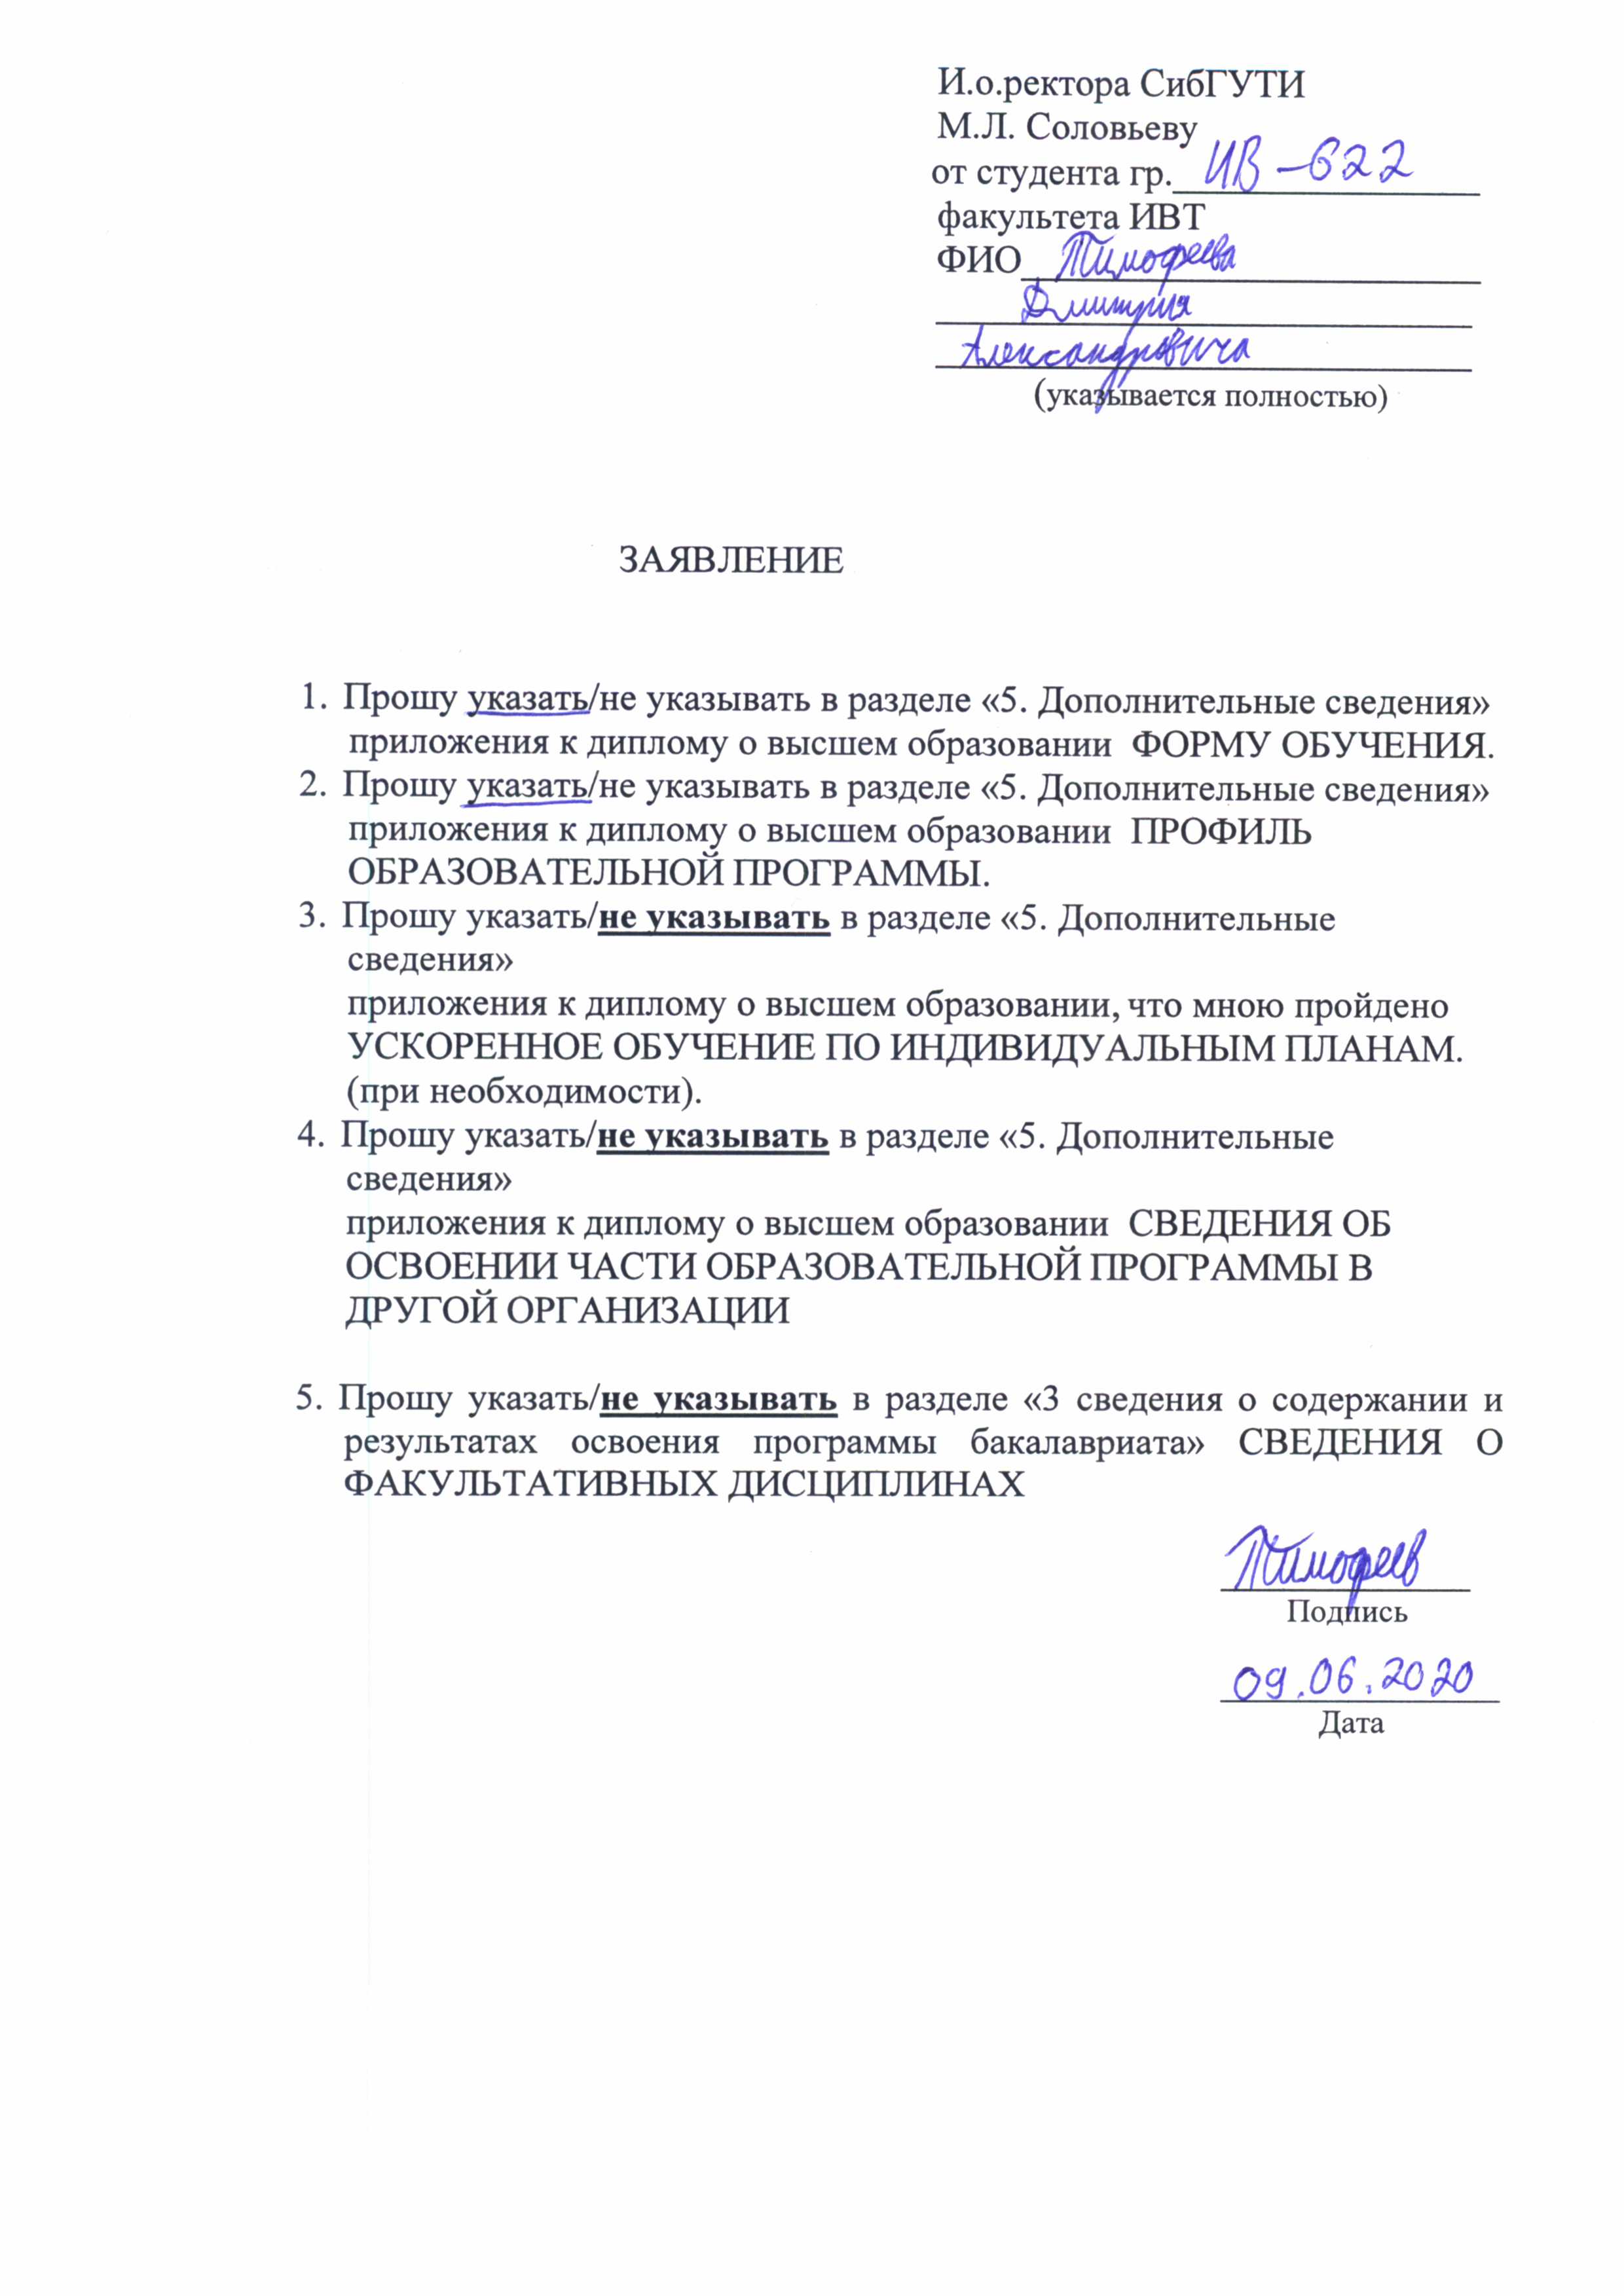 И.о.ректора СибГУТИ
М.Л. Соловьеву
от студента гр. ИВ-622
факультета ИВТ
ФИО Тимофеева
Дмитрия
Александровича
(указывается полностью)
ЗАЯВЛЕНИЕ
1. Прошу указать/не указывать в разделе «5. Дополнительные сведения»
приложения к диплому о высшем образовании ФОРМУ ОБУЧЕНИЯ.
2. Прошу указать/не указывать в разделе «5. Дополнительные сведения»
приложения к диплому о высшем образовании ПРОФИЛЬ
ОБРАЗОВАТЕЛЬНОЙ ПРОГРАММЫ.
3. Прошу указать/не указывать в разделе «5. Дополнительные
сведения»
приложения к диплому о высшем образовании, что мною пройдено
УСКОРЕННОЕ ОБУЧЕНИЕ ПО ИНДИВИДУАЛЬНЫМ ПЛАНАМ.
(при необходимости).
4. Прошу указать/не указывать в разделе «5. Дополнительные
сведения»
приложения к диплому о высшем образовании СВЕДЕНИЯ ОБ
ОСВОЕНИИ ЧАСТИ ОБРАЗОВАТЕЛЬНОЙ ПРОГРАММЫ В
ДРУГОЙ ОРГАНИЗАЦИИ
5. Прошу указать/не указывать в разделе «3 сведения о содержании и
результатах освоения программы бакалавриата» СВЕДЕНИЯ О
ФАКУЛЬТАТИВНЫХ ДИСЦИПЛИНАХ
Тимофеев
Подпись
09.06.2020
Дата